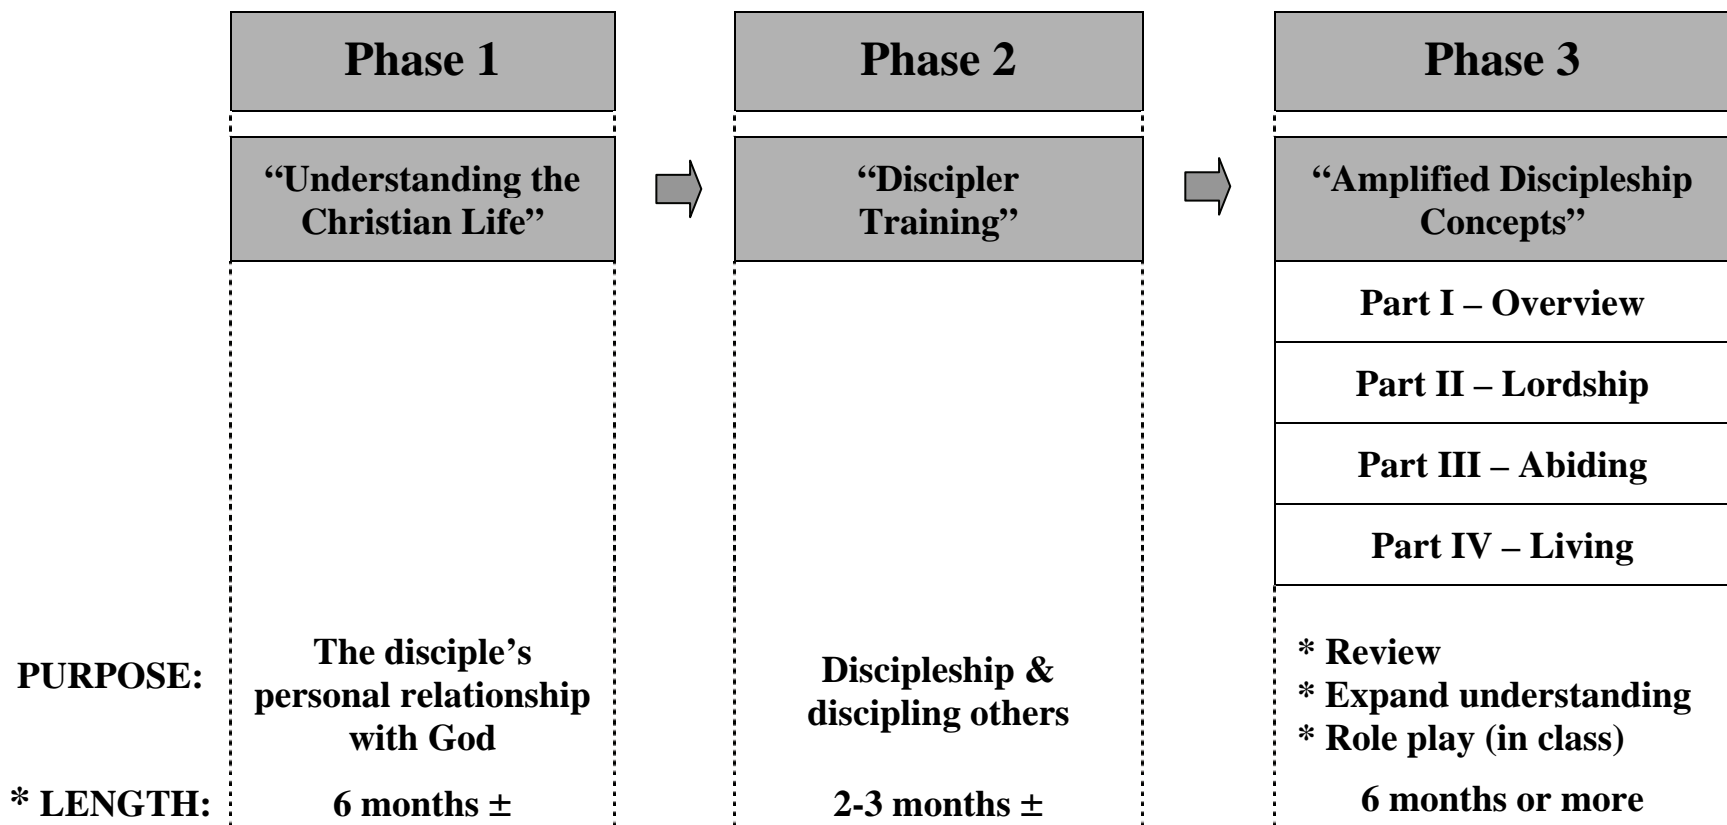 Phase 1
Phase 2
Phase 3
“Understanding the
Christian Life”
“Discipler
Training”
“Amplified Discipleship
Concepts”
Part I – Overview
Part II – Lordship
Part III – Abiding
Part IV – Living
PURPOSE:
The disciple’s
personal relationship
with God
Discipleship &
discipling others
* Review
* Expand understanding
* Role play (in class)
* LENGTH:
6 months ±
2-3 months ±
6 months or more